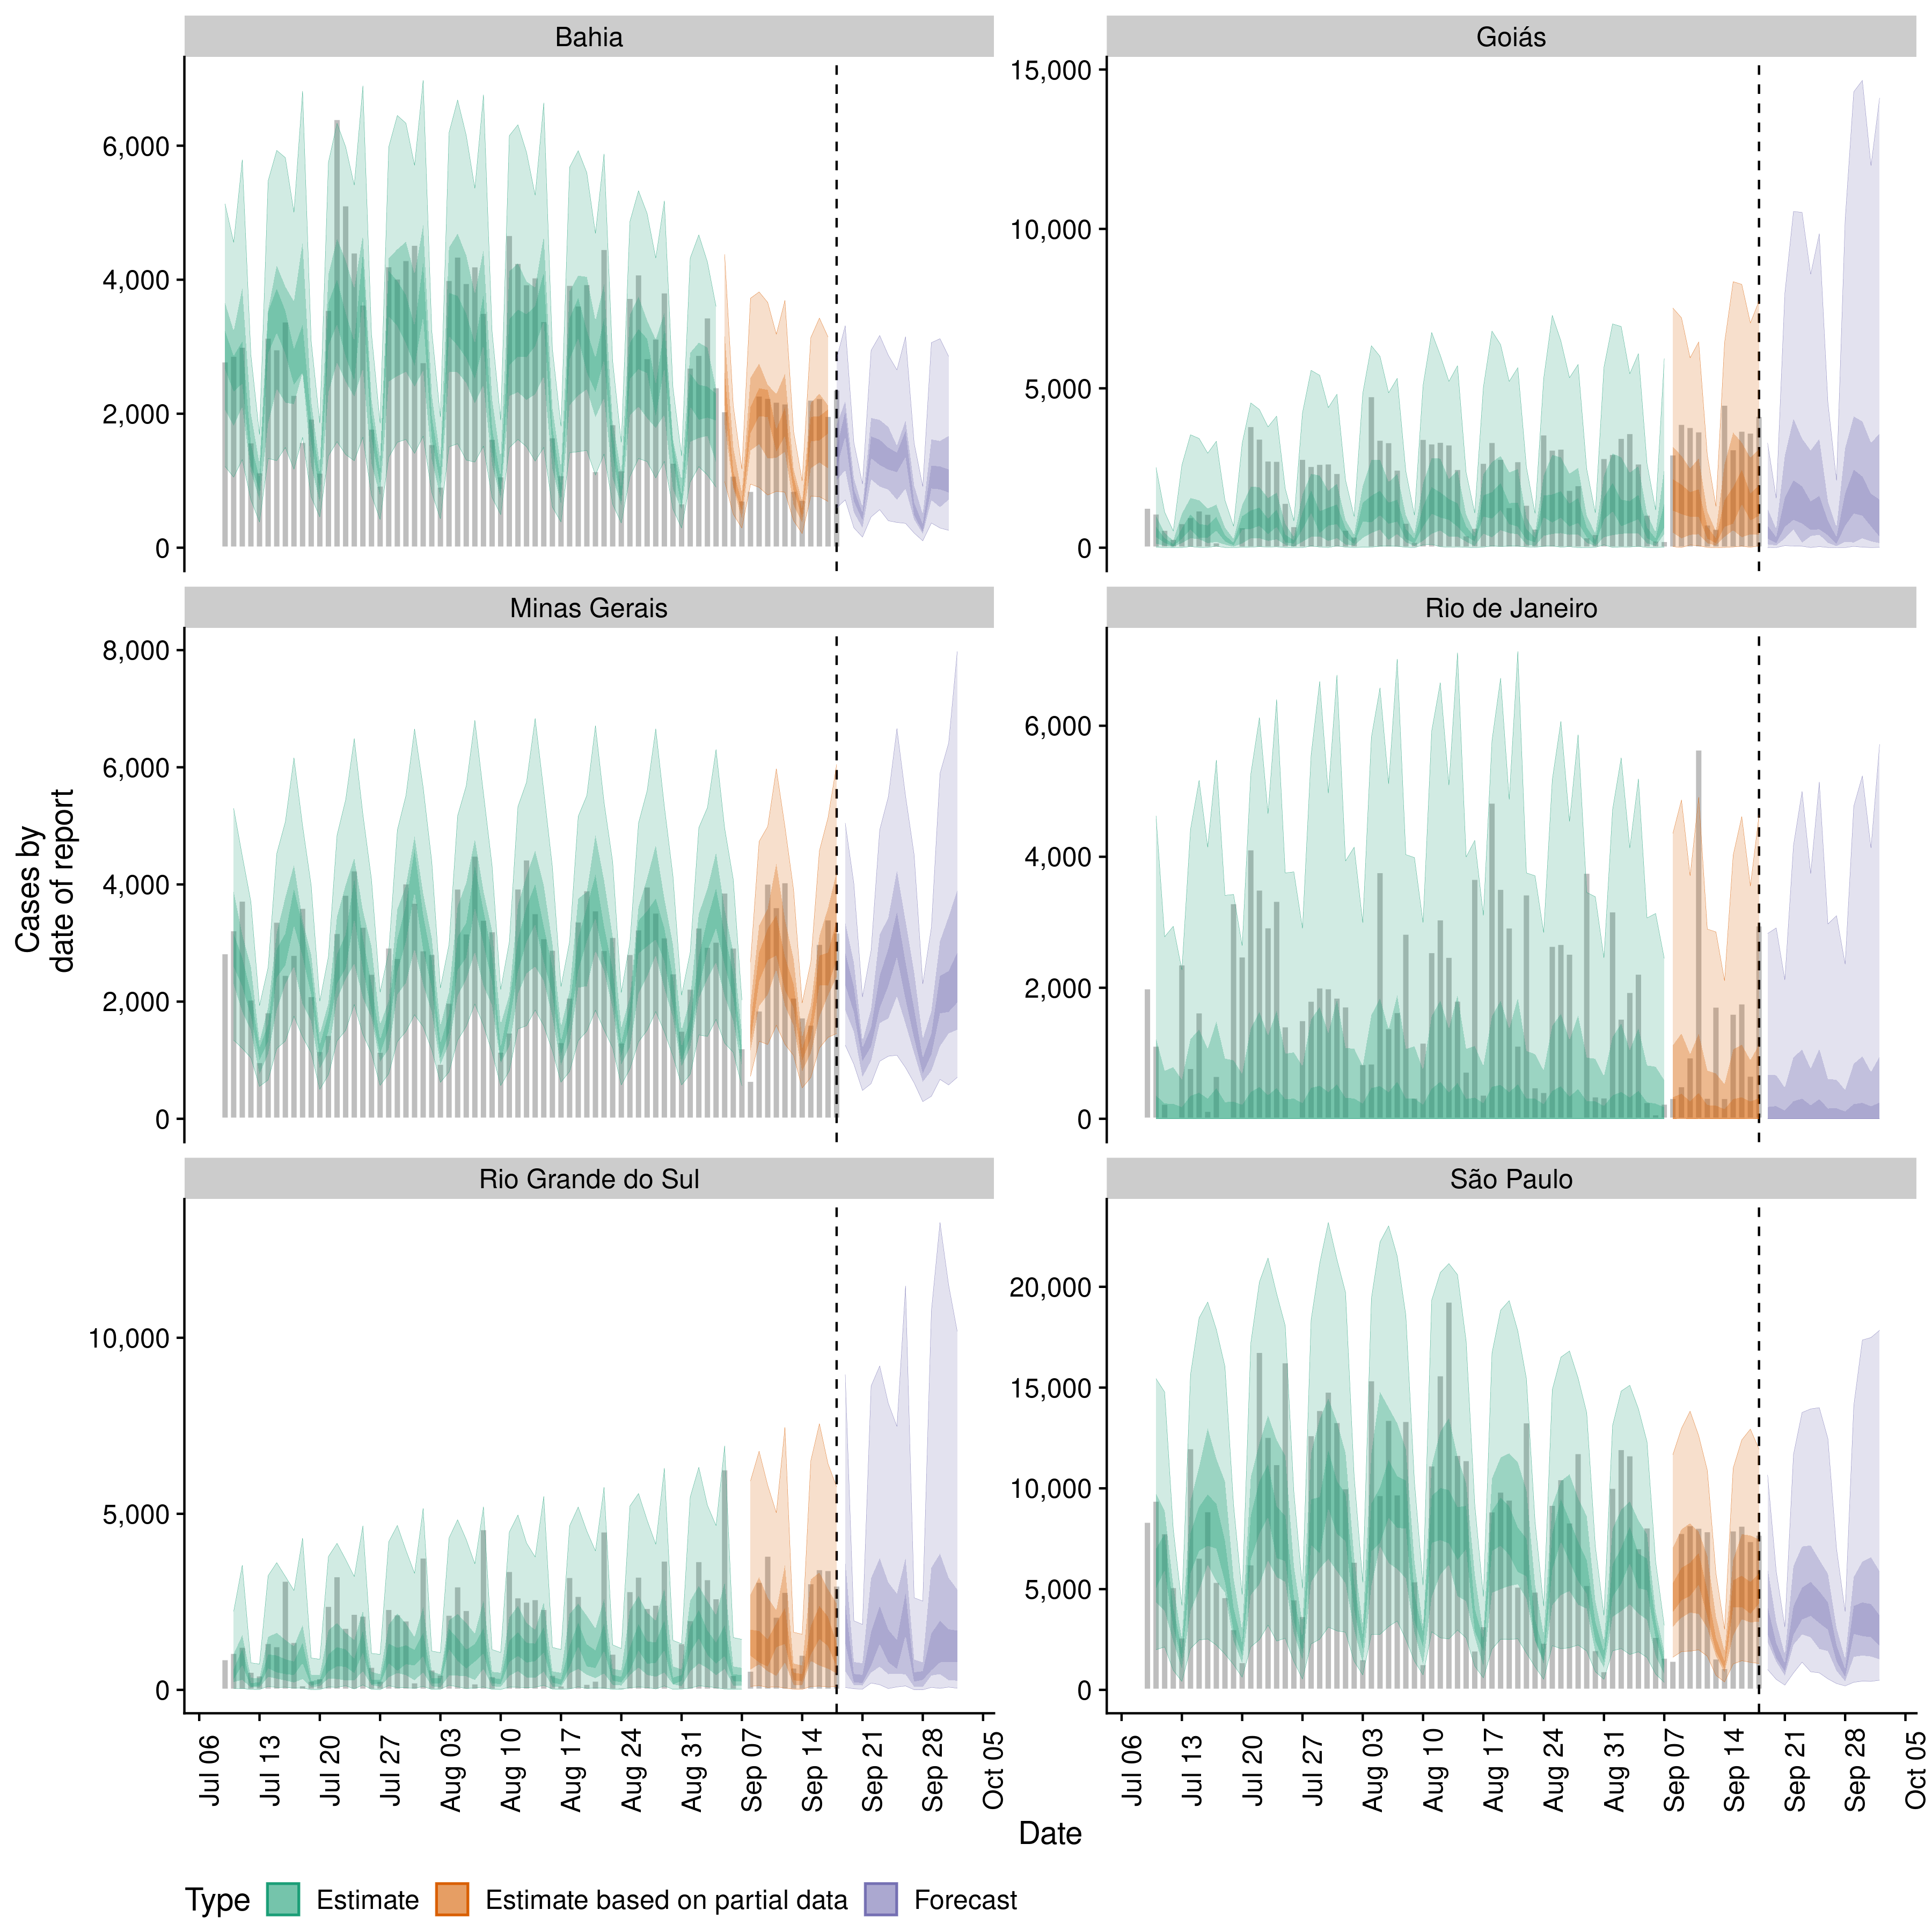 Bahia
Goiás
6,000
4,000
2,000
0
15,000
10,000
5,000
0
Minas Gerais
Rio de Janeiro
8,000
6,000
4,000
2,000
0
6,000
4,000
2,000
0
Rio Grande do Sul
São Paulo
10,000
5,000
0
20,000
15,000
10,000
5,000
0
Cases by
date of report
Jul 06
Jul 13
Jul 20
Jul 27
Aug 03
Aug 10
Aug 17
Aug 24
Aug 31
Sep 07
Sep 14
Sep 21
Sep 28
Oct 05
Jul 06
Jul 13
Jul 20
Jul 27
Aug 03
Aug 10
Aug 17
Aug 24
Aug 31
Sep 07
Sep 14
Sep 21
Sep 28
Oct 05
Date
Type Estimate Estimate based on partial data Forecast